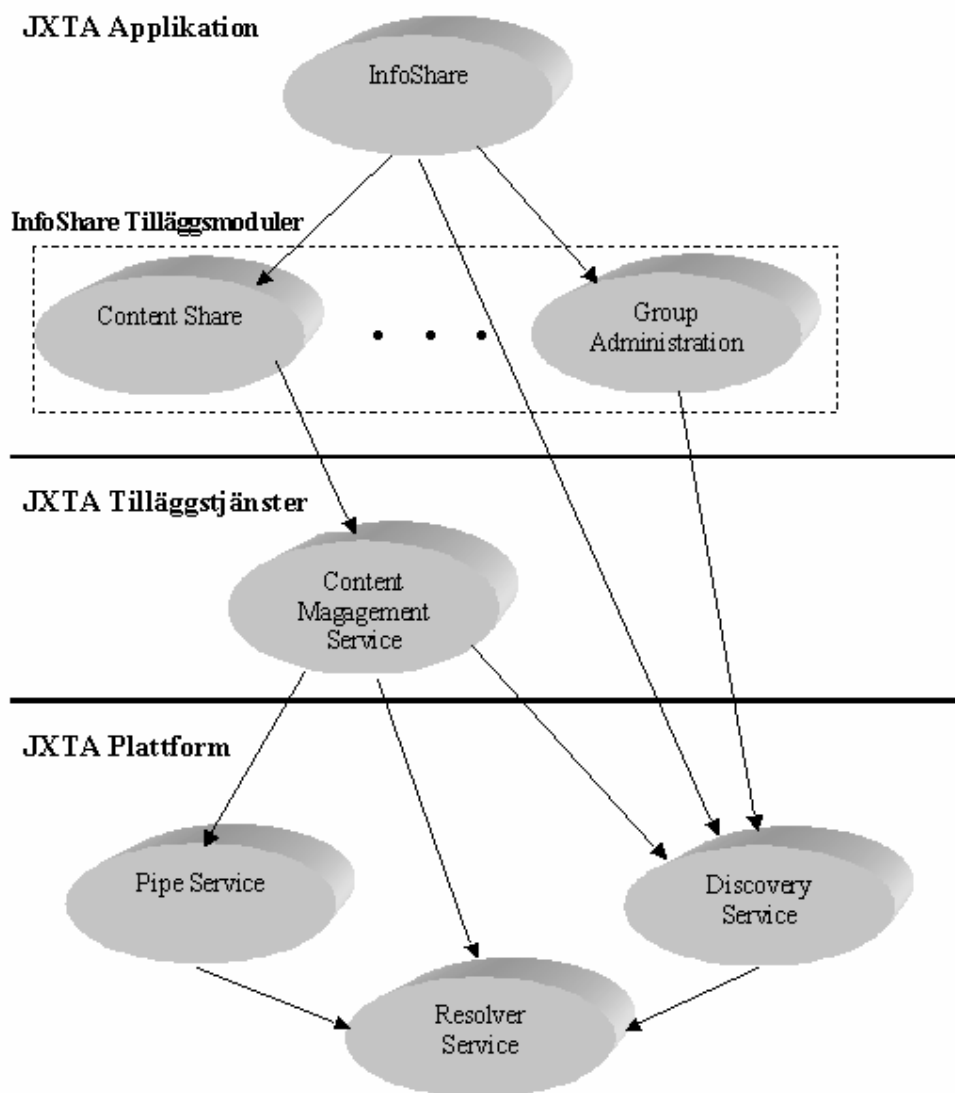 JXTA Applikation
InfoShare
InfoShare Tilläggsmoduler
Content Share
. . .
Group
Administration
JXTA Tilläggstjänster
Content
Magagement
Service
JXTA Plattform
Pipe Service
Discovery
Service
Resolver
Service